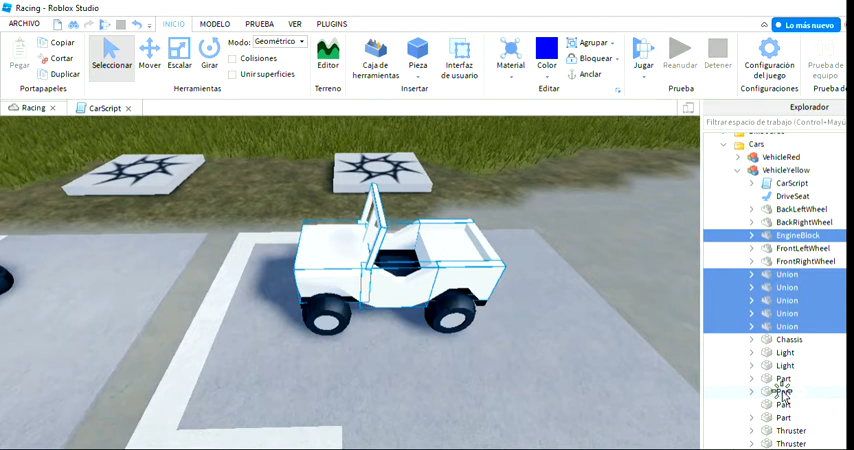 Racing - Roblox Studio
ARCHIVO INICIO MODELO PRUEBA VER PLUGINS Lo más nuevo
Pegar Copiar Cortar Duplicar Portapapeles
Seleccionar Mover Escalar Girar Modo: Geométrico Colisiones Unir superficies Herramientas
Editor Terreno
Caja de herramientas Pieza Interfaz de usuario Insertar
Material Color Agrupar Bloquear Anclar Editar
Jugar Reanudar Detener Prueba
Configuración del juego Configuraciones
Prueba de equipo Prueba d
Racing CarScript
Explorador
Filtrar espacio de trabajo (Control+Mayú
Cars
VehicleRed
VehicleYellow
CarScript
DriveSeat
BackLeftWheel
BackRightWheel
EngineBlock
FrontLeftWheel
FrontRightWheel
Union
Union
Union
Union
Union
Chassis
Light
Light
Part
Part
Part
Thruster
Thruster